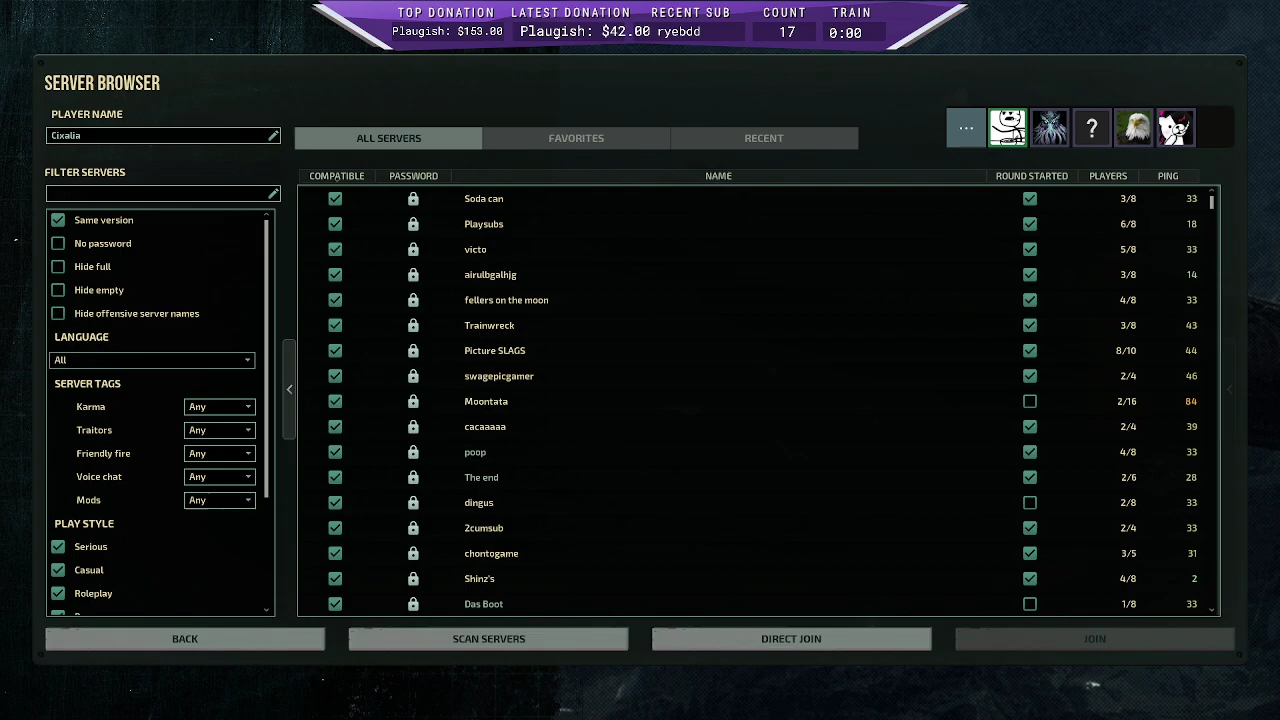 TOP DONATION LATEST DONATION RECENT SUB COUNT TRAIN
Plaugish: $153.00 Plaugish: $42.00 ryebdd 17 0:00
SERVER BROWSER
PLAYER NAME
Cixalia
ALL SERVERS FAVORITES RECENT
... ?
FILTER SERVERS
Same version
No password
Hide full
Hide empty
Hide offensive server names
LANGUAGE
All
SERVER TAGS
Karma Any
Traitors Any
Friendly fire Any
Voice chat Any
Mods Any
PLAY STYLE
Serious
Casual
Roleplay
COMPATIBLE PASSWORD NAME ROUND STARTED PLAYERS PING
Soda can 3/8 33
Playsubs 6/8 18
victo 5/8 33
airulbgalhjg 3/8 14
fellers on the moon 4/8 33
Trainwreck 3/8 43
Picture SLAGS 8/10 44
swagepicgamer 2/4 46
Moontata 2/16 84
cacaaaaa 2/4 39
poop 4/8 33
The end 2/6 28
dingus 2/8 33
2cumsub 2/4 33
chontogame 3/5 31
Shinz's 4/8 2
Das Boot 1/8 33
BACK SCAN SERVERS DIRECT JOIN JOIN